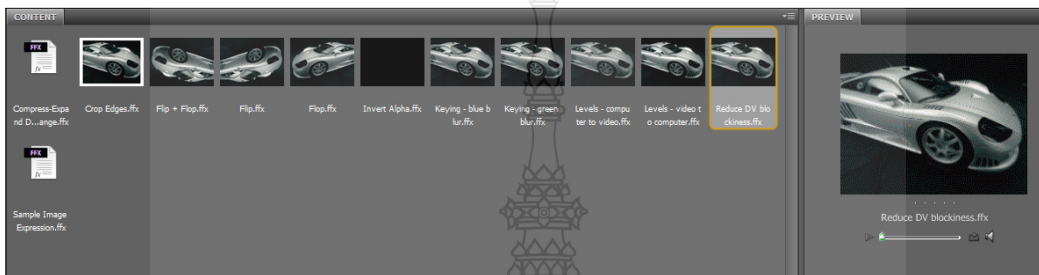 CONTENT
PREVIEW
FFX
fx
Compress-Expa
nd D...ange.ffx
Crop Edges.ffx
Flip + Flop.ffx
Flip.ffx
Flop.ffx
Invert Alpha.ffx
Keying - blue b
lur.ffx
Keying - green
blur.ffx
Levels - compu
ter to video.ffx
Levels - video t
o computer.ffx
Reduce DV blo
ckiness.ffx
FFX
fx
Sample Image
Expression.ffx
Reduce DV blockiness.ffx